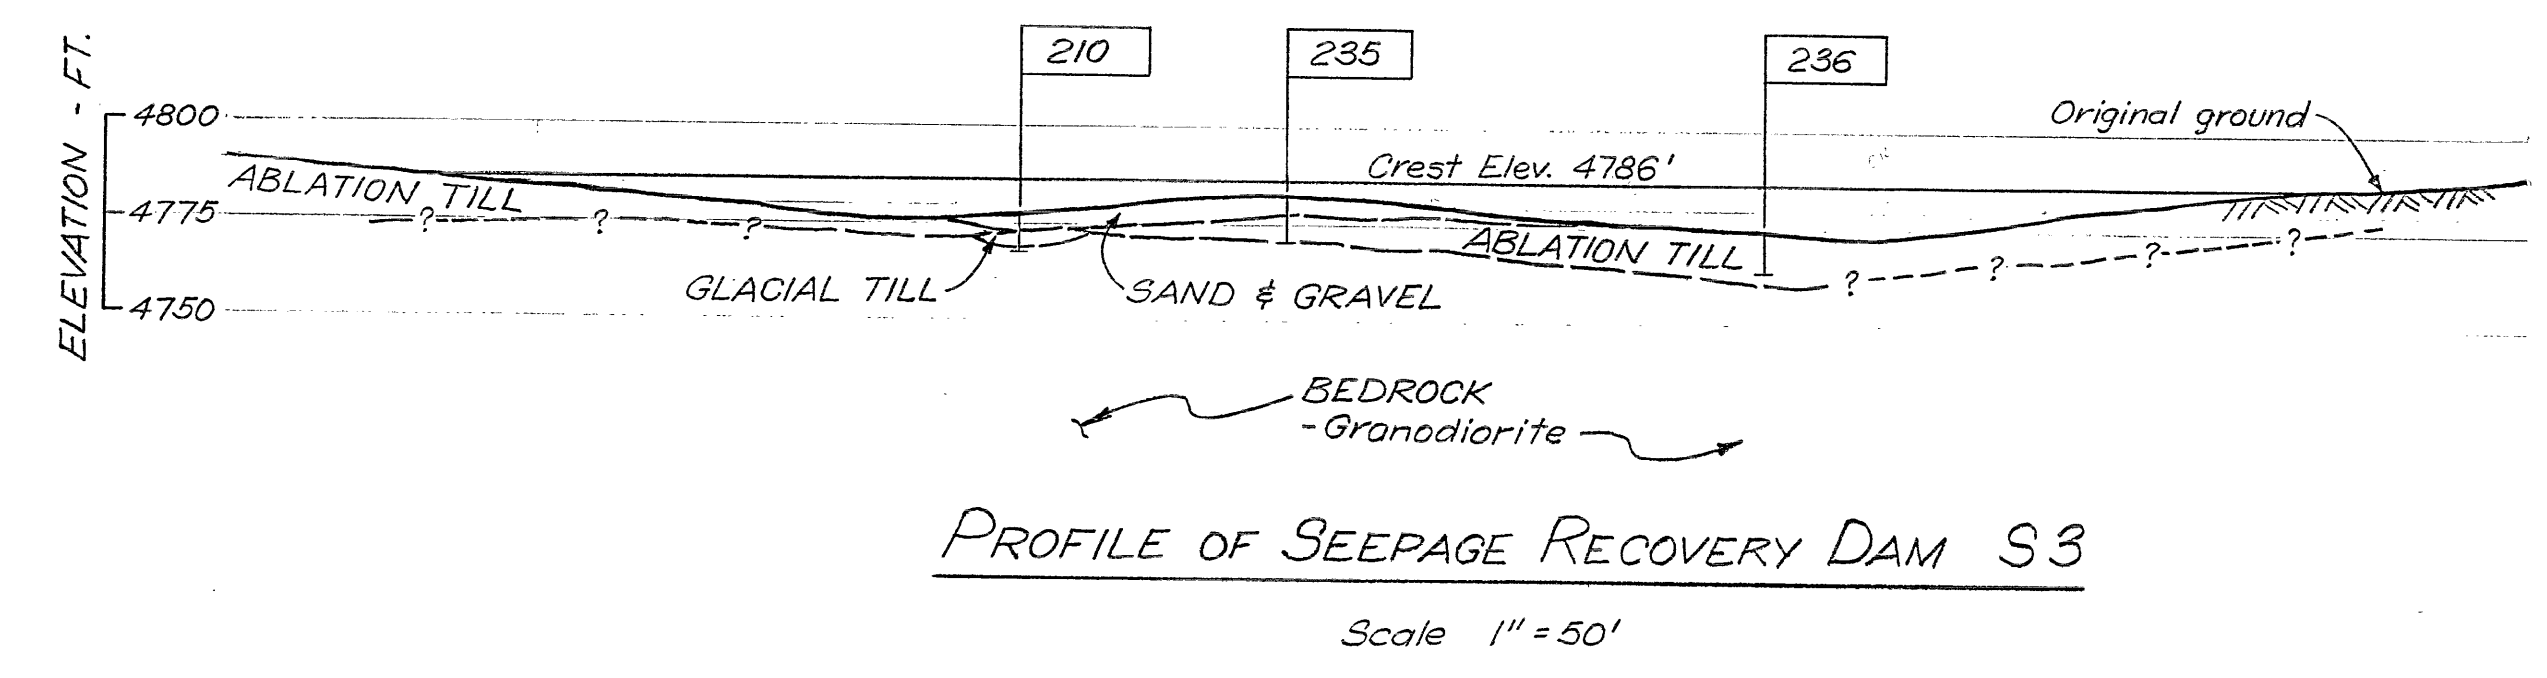 210
235
236
ELEVATION - FT.
4800
4775
4750
Original ground
Crest Elev. 4786'
ABLATION TILL
? ? ?
ABLATION TILL
? ? ? ?
GLACIAL TILL
SAND & GRAVEL
BEDROCK
- Granodiorite
PROFILE OF SEEPAGE RECOVERY DAM S3
Scale 1" = 50'